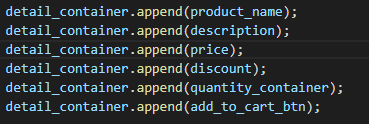 detail_container.append(product_name);
detail_container.append(description);
detail_container.append(price);
detail_container.append(discount);
detail_container.append(quantity_container);
detail_container.append(add_to_cart_btn);